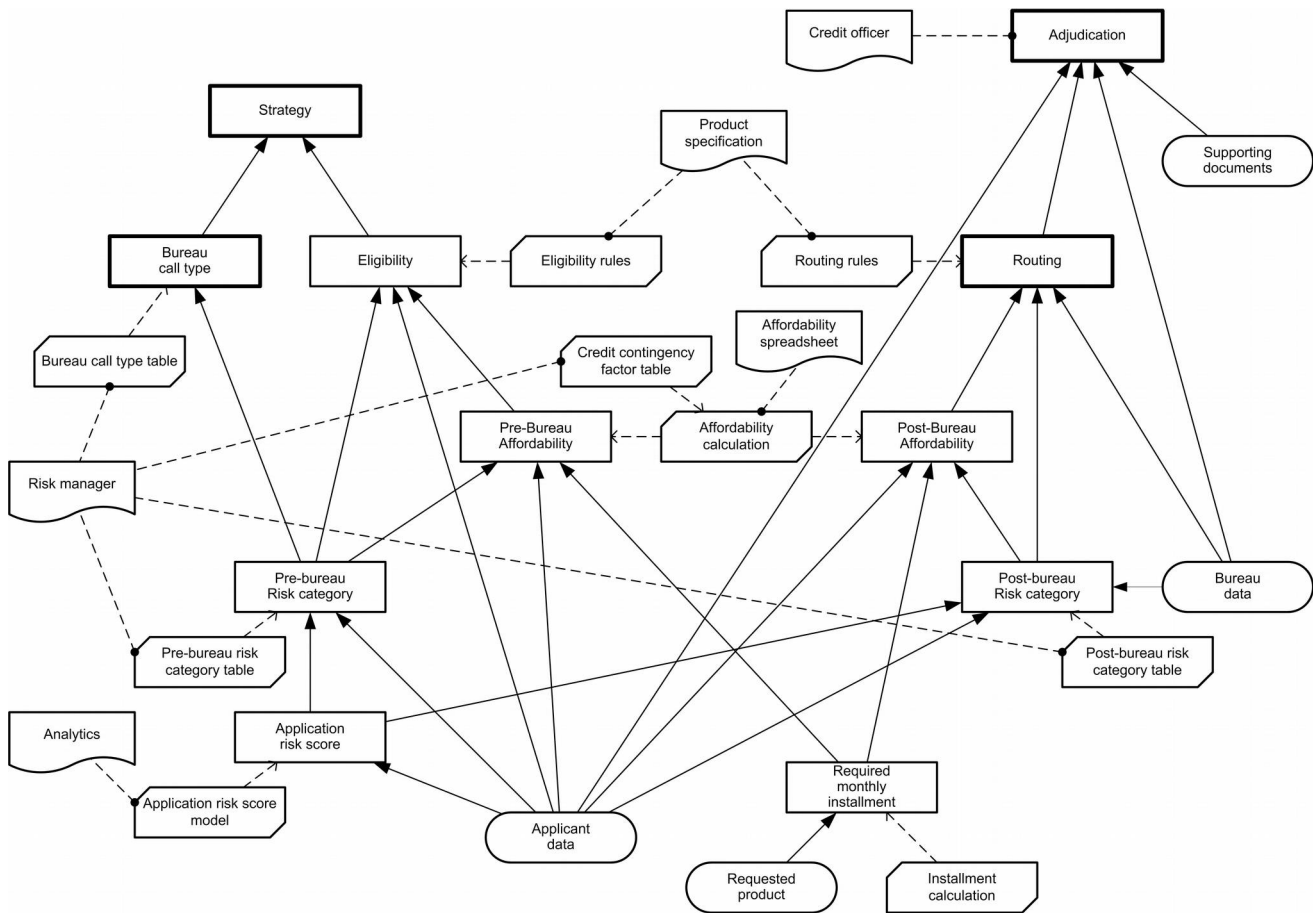 Credit officer
Adjudication
Strategy
Product
specification
Supporting
documents
Bureau
call type
Eligibility
Eligibility rules
Routing rules
Routing
Bureau call type table
Credit contingency
factor table
Affordability
spreadsheet
Pre-Bureau
Affordability
Affordability
calculation
Post-Bureau
Affordability
Risk manager
Pre-bureau
Risk category
Post-bureau
Risk category
Bureau
data
Pre-bureau risk
category table
Post-bureau risk
category table
Analytics
Application
risk score
Application risk score
model
Applicant
data
Required
monthly
installment
Requested
product
Installment
calculation